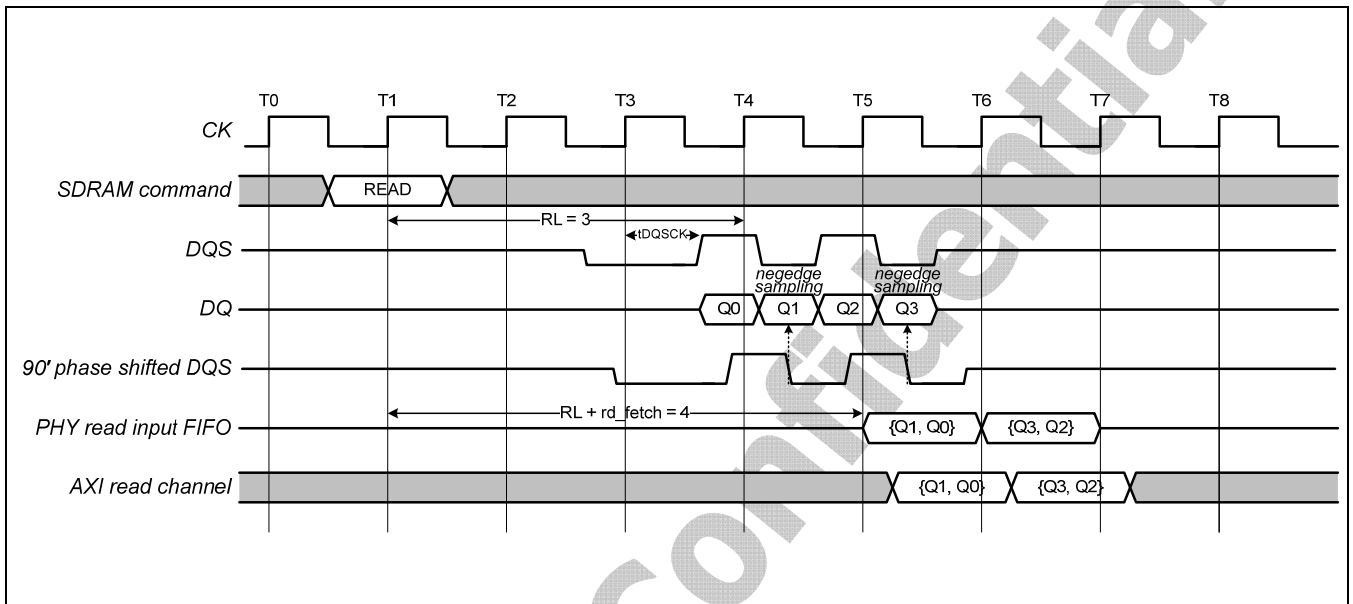 T0 T1 T2 T3 T4 T5 T6 T7 T8
CK
SDRAM command READ
RL = 3
tDQSCK
DQS
negedge sampling negedge sampling
DQ Q0 Q1 Q2 Q3
90' phase shifted DQS
RL + rd_fetch = 4
PHY read input FIFO {Q1, Q0} {Q3, Q2}
AXI read channel {Q1, Q0} {Q3, Q2}
Confidential